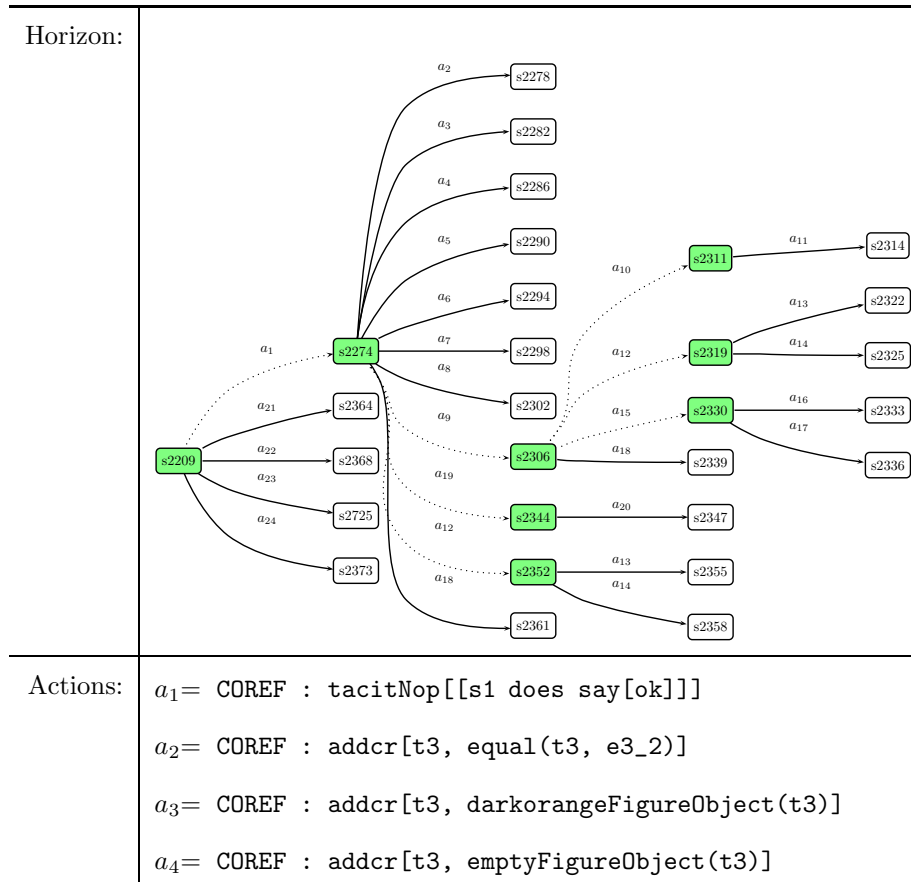 Horizon:
a2
s2278
a3
s2282
a4
s2286
a5
s2290
a11
s2314
s2311
a10
a6
s2294
a13
s2322
a1
s2274
a7
s2298
a12
s2319
a14
s2325
a8
a21
s2364
s2302
a15
s2330
a16
s2333
a9
a22
s2209
s2368
s2306
a18
s2339
a17
s2336
a23
a19
s2725
s2344
a20
s2347
a24
a12
s2373
a18
s2352
a13
s2355
a14
s2361
s2358
Actions:
a1= COREF : tacitNop[[s1 does say[ok]]]
a2= COREF : addcr[t3, equal(t3, e3_2)]
a3= COREF : addcr[t3, darkorangeFigureObject(t3)]
a4= COREF : addcr[t3, emptyFigureObject(t3)]